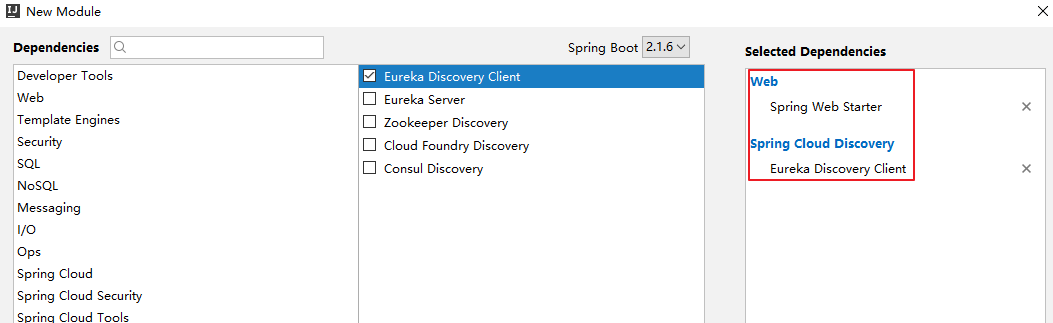 New Module
Dependencies
Spring Boot 2.1.6
Selected Dependencies
Developer Tools
Web
Template Engines
Security
SQL
NoSQL
Messaging
I/O
Ops
Spring Cloud
Spring Cloud Security
Spring Cloud Tools
Eureka Discovery Client
Eureka Server
Zookeeper Discovery
Cloud Foundry Discovery
Consul Discovery
Web
Spring Web Starter
Spring Cloud Discovery
Eureka Discovery Client